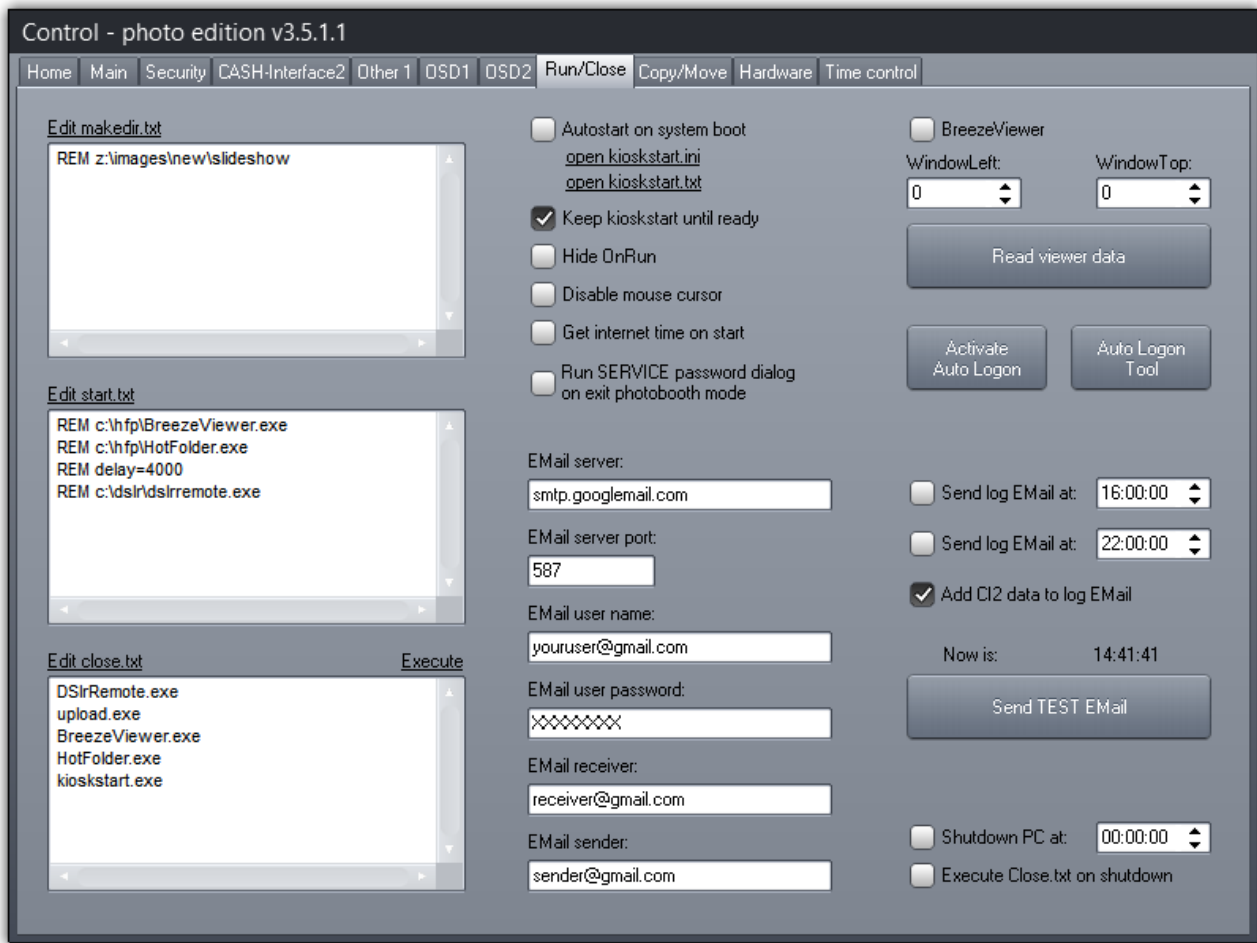 Control - photo edition v3.5.1.1
Home Main Security CASH-Interface2 Other 1 OSD1 OSD2 Run/Close Copy/Move Hardware Time control
Edit makedir.txt
REM z:\images\new\slideshow
Edit start.txt
REM c:\hfp\BreezeViewer.exe
REM c:\hfp\HotFolder.exe
REM delay=4000
REM c:\dslr\dslrremote.exe
Edit close.txt Execute
DSlrRemote.exe
upload.exe
BreezeViewer.exe
HotFolder.exe
kioskstart.exe
Autostart on system boot
open kioskstart.ini
open kioskstart.txt
Keep kioskstart until ready
Hide OnRun
Disable mouse cursor
Get internet time on start
Run SERVICE password dialog
on exit photobooth mode
EMail server:
smtp.googlemail.com
EMail server port:
587
EMail user name:
youruser@gmail.com
EMail user password:
XXXXXXXX
EMail receiver:
receiver@gmail.com
EMail sender:
sender@gmail.com
BreezeViewer
WindowLeft: WindowTop:
0 0
Read viewer data
Activate
Auto Logon
Auto Logon
Tool
Send log EMail at: 16:00:00
Send log EMail at: 22:00:00
Add CI2 data to log EMail
Now is: 14:41:41
Send TEST EMail
Shutdown PC at: 00:00:00
Execute Close.txt on shutdown